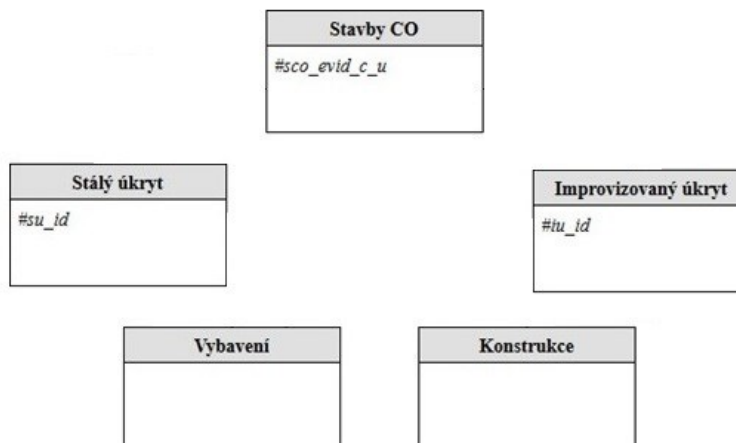 Stavby CO
#sco_evid_c_u
Stálý úkryt
#su_id
Improvizovaný úkryt
#iu_id
Vybavení
Konstrukce